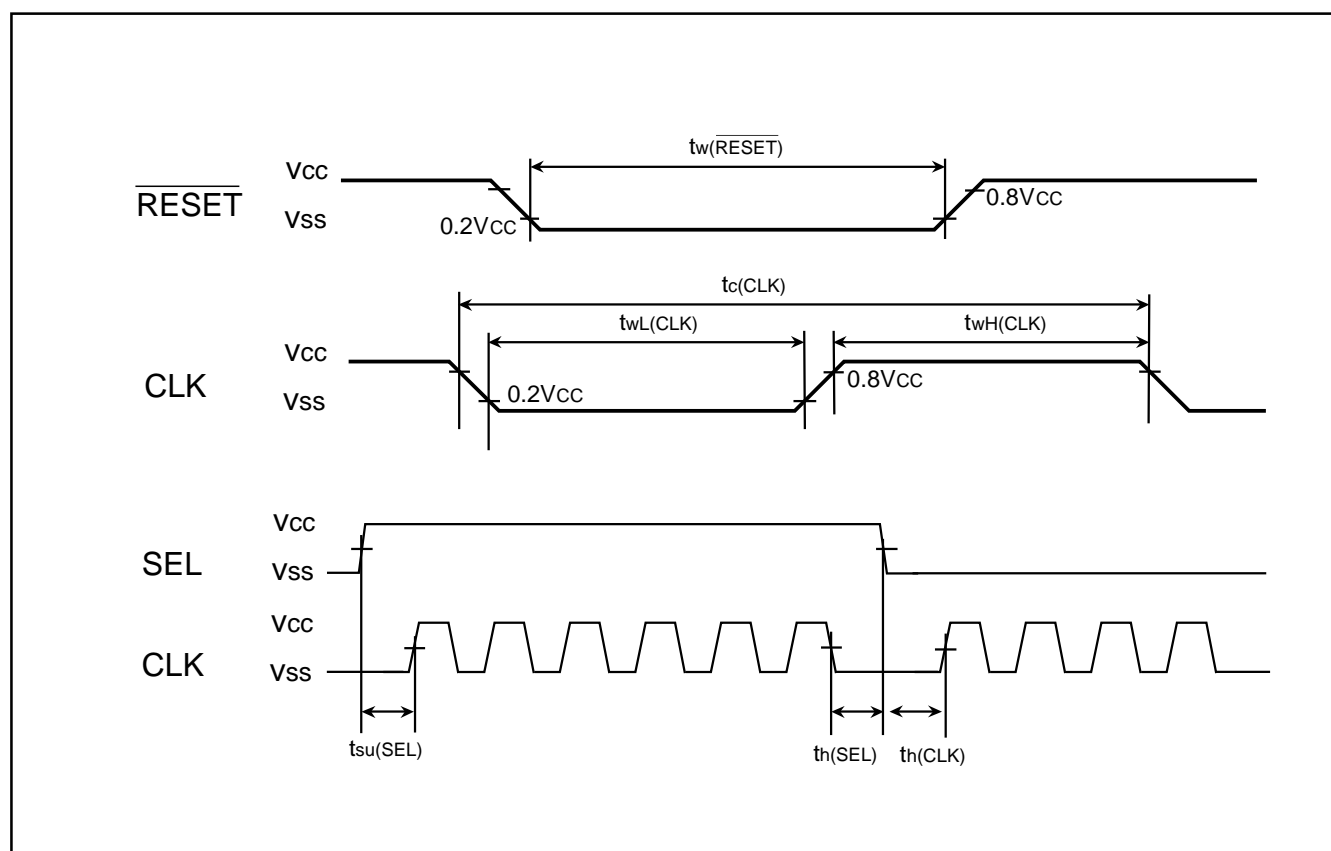 tw(RESET)
VCC
RESET
VSS
0.2VCC
0.8VCC
tc(CLK)
twL(CLK)
twH(CLK)
VCC
CLK
VSS
0.2VCC
0.8VCC
VCC
SEL
VSS
VCC
CLK
VSS
tsu(SEL)
th(SEL)
th(CLK)